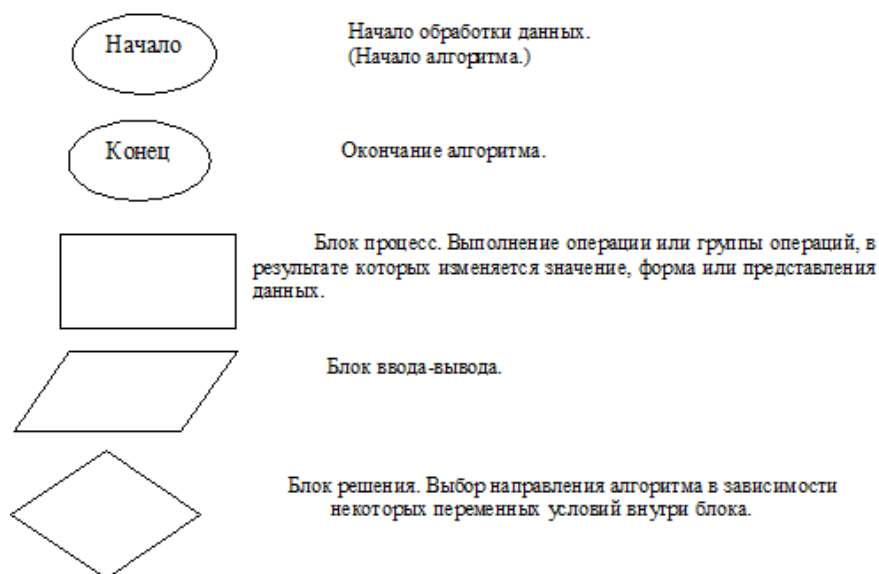 Начало
Начало обработки данных.
(Начало алгоритма.)
Конец
Окончание алгоритма.
Блок процесс. Выполнение операции или группы операций, в
результате которых изменяется значение, форма или представления
данных.
Блок ввода-вывода.
Блок решения. Выбор направления алгоритма в зависимости
некоторых переменных условий внутри блока.